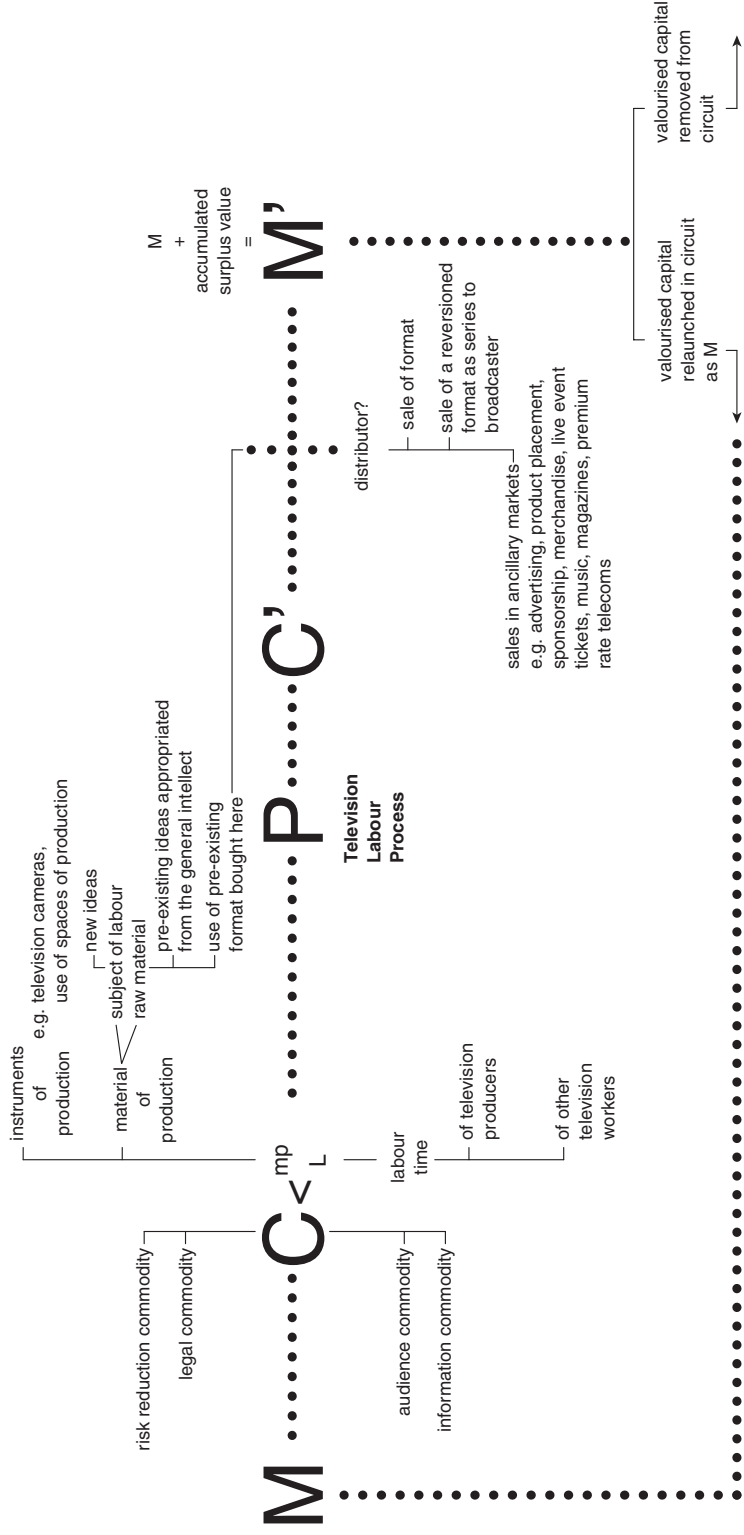 M
risk reduction commodity
legal commodity
C
audience commodity
information commodity
<
mp
L
instruments
of
production
e.g. television cameras,
use of spaces of production
material
of
production
new ideas
subject of labour
raw material
pre-existing ideas appropriated
from the general intellect
use of pre-existing
format bought here
labour
time
of television
producers
of other
television
workers
P
Television
Labour
Process
C’
distributor?
sale of format
sale of a reversioned
format as series to
broadcaster
sales in ancillary markets
e.g. advertising, product placement,
sponsorship, merchandise, live event
tickets, music, magazines, premium
rate telecoms
M
+
accumulated
surplus value
=
M’
valourised capital
relaunched in circuit
as M
valourised capital
removed from
circuit